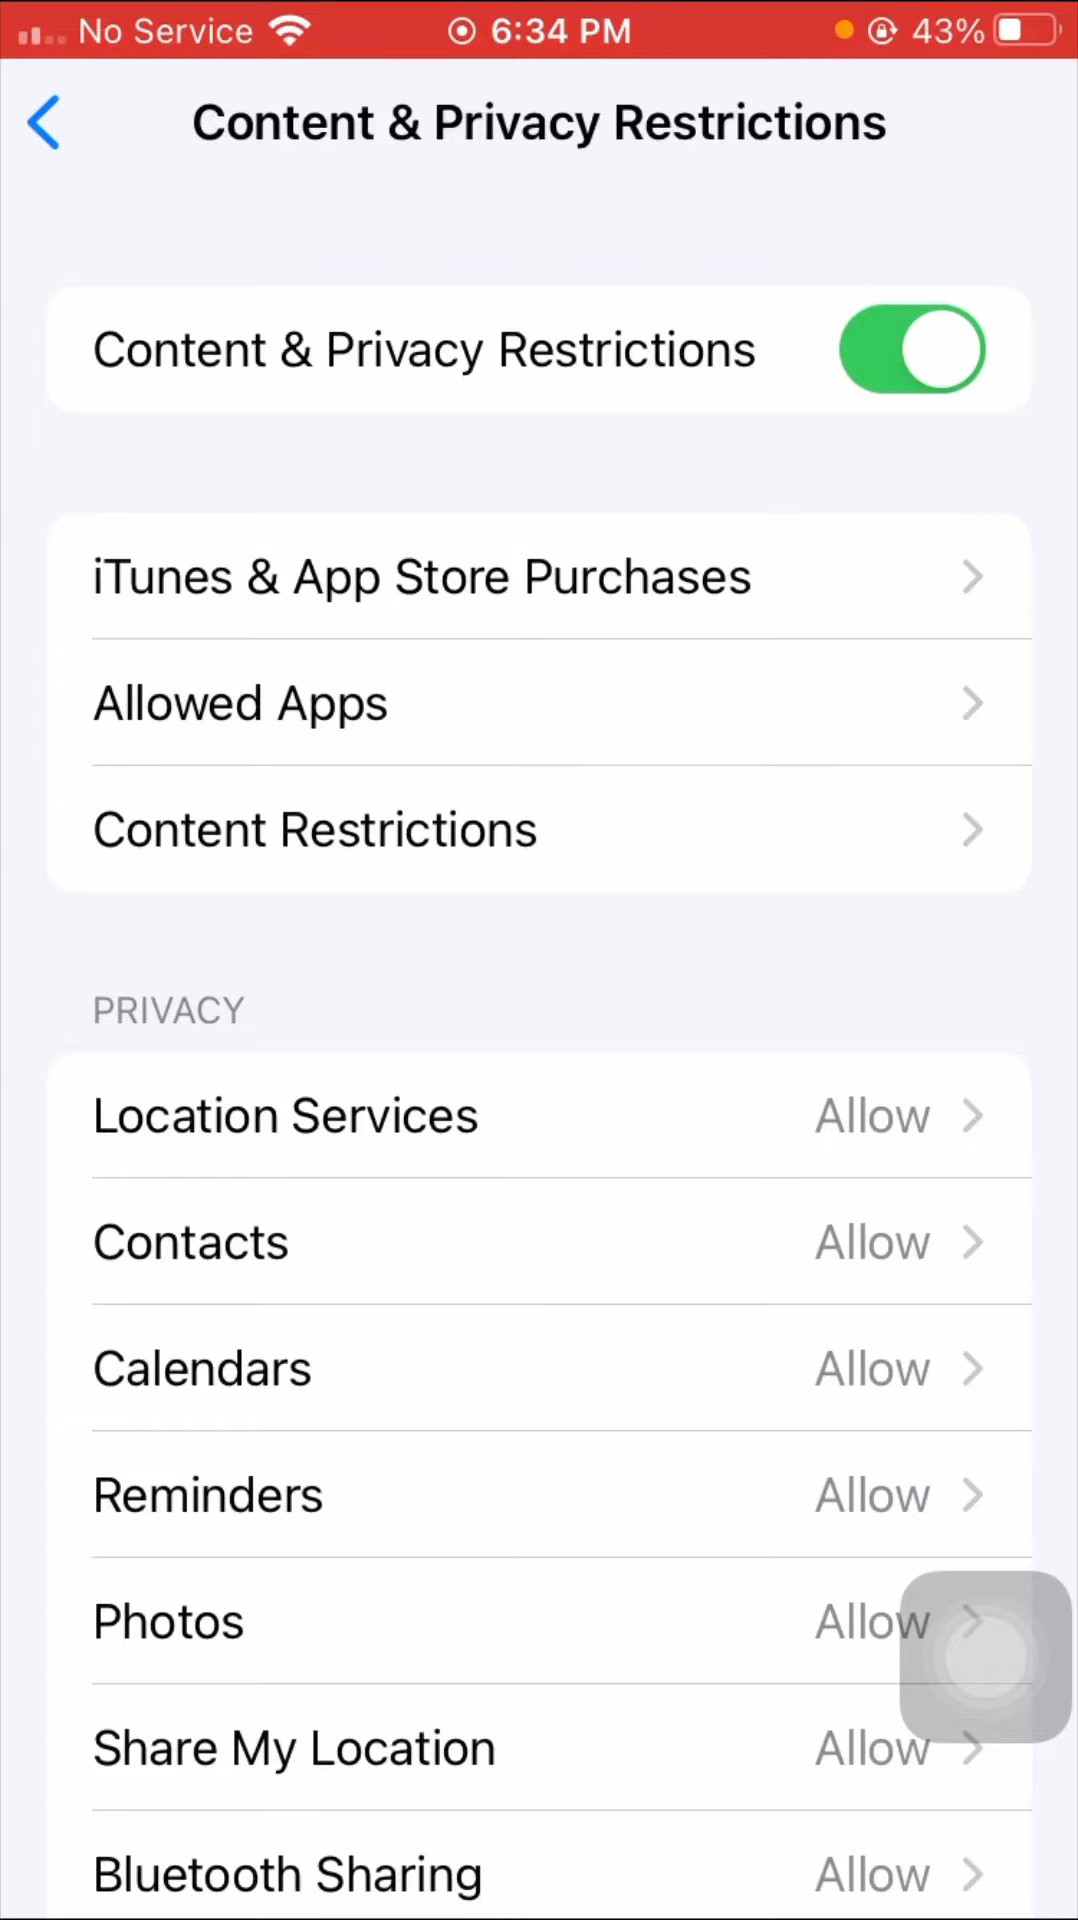 No Service 6:34 PM 43%
Content & Privacy Restrictions
Content & Privacy Restrictions
iTunes & App Store Purchases
Allowed Apps
Content Restrictions
PRIVACY
Location Services Allow
Contacts Allow
Calendars Allow
Reminders Allow
Photos Allow
Share My Location Allow
Bluetooth Sharing Allow